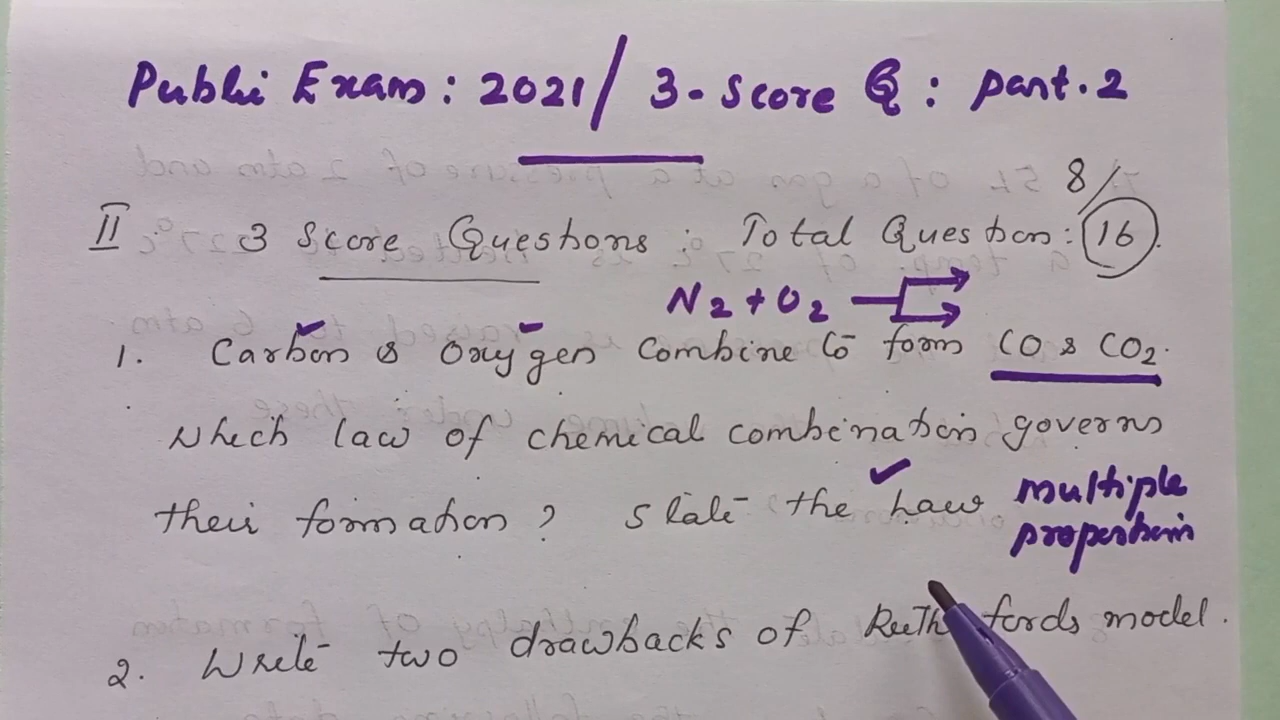 Public Exam: 2021/ 3-Score Q: part.2
8/
II 3 Score Questions: Total Question: 16.
N2 + O2
1. Carbon & Oxygen Combine to form CO & CO2.
which law of chemical combination governs
their formation? State the Law multiple
proportion
2. Write two drawbacks of fords model.